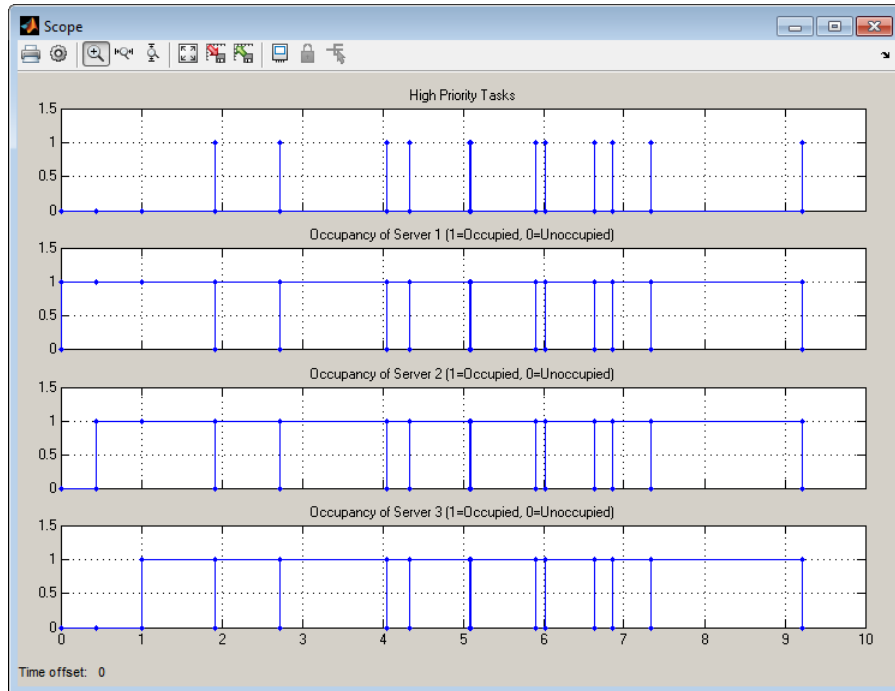 Scope
High Priority Tasks
1.5
1
0.5
0
Occupancy of Server 1 (1=Occupied, 0=Unoccupied)
1.5
1
0.5
0
Occupancy of Server 2 (1=Occupied, 0=Unoccupied)
1.5
1
0.5
0
Occupancy of Server 3 (1=Occupied, 0=Unoccupied)
1.5
1
0.5
0
0 1 2 3 4 5 6 7 8 9 10
Time offset: 0